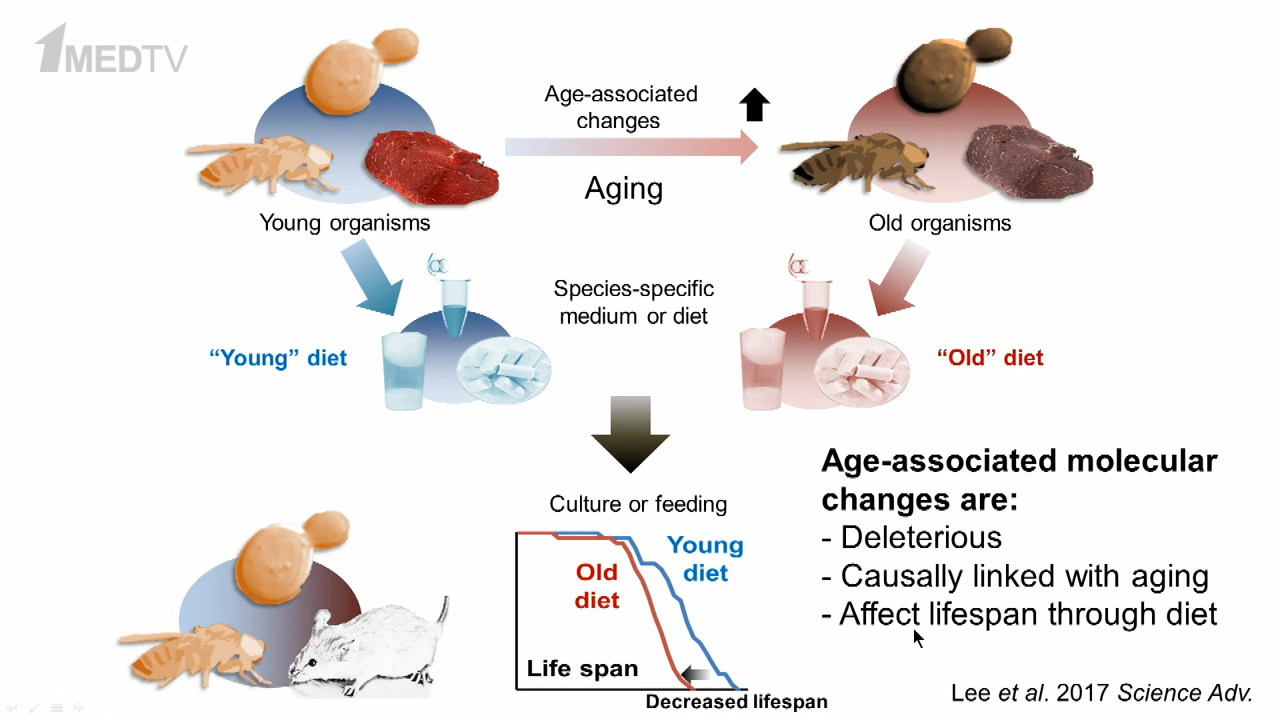 1MEDTV
Age-associated
changes
Aging
Young organisms
Old organisms
Species-specific
medium or diet
“Young” diet
“Old” diet
Culture or feeding
Young
diet
Old
diet
Life span
Decreased lifespan
Age-associated molecular
changes are:
- Deleterious
- Causally linked with aging
- Affect lifespan through diet
Lee et al. 2017 Science Adv.